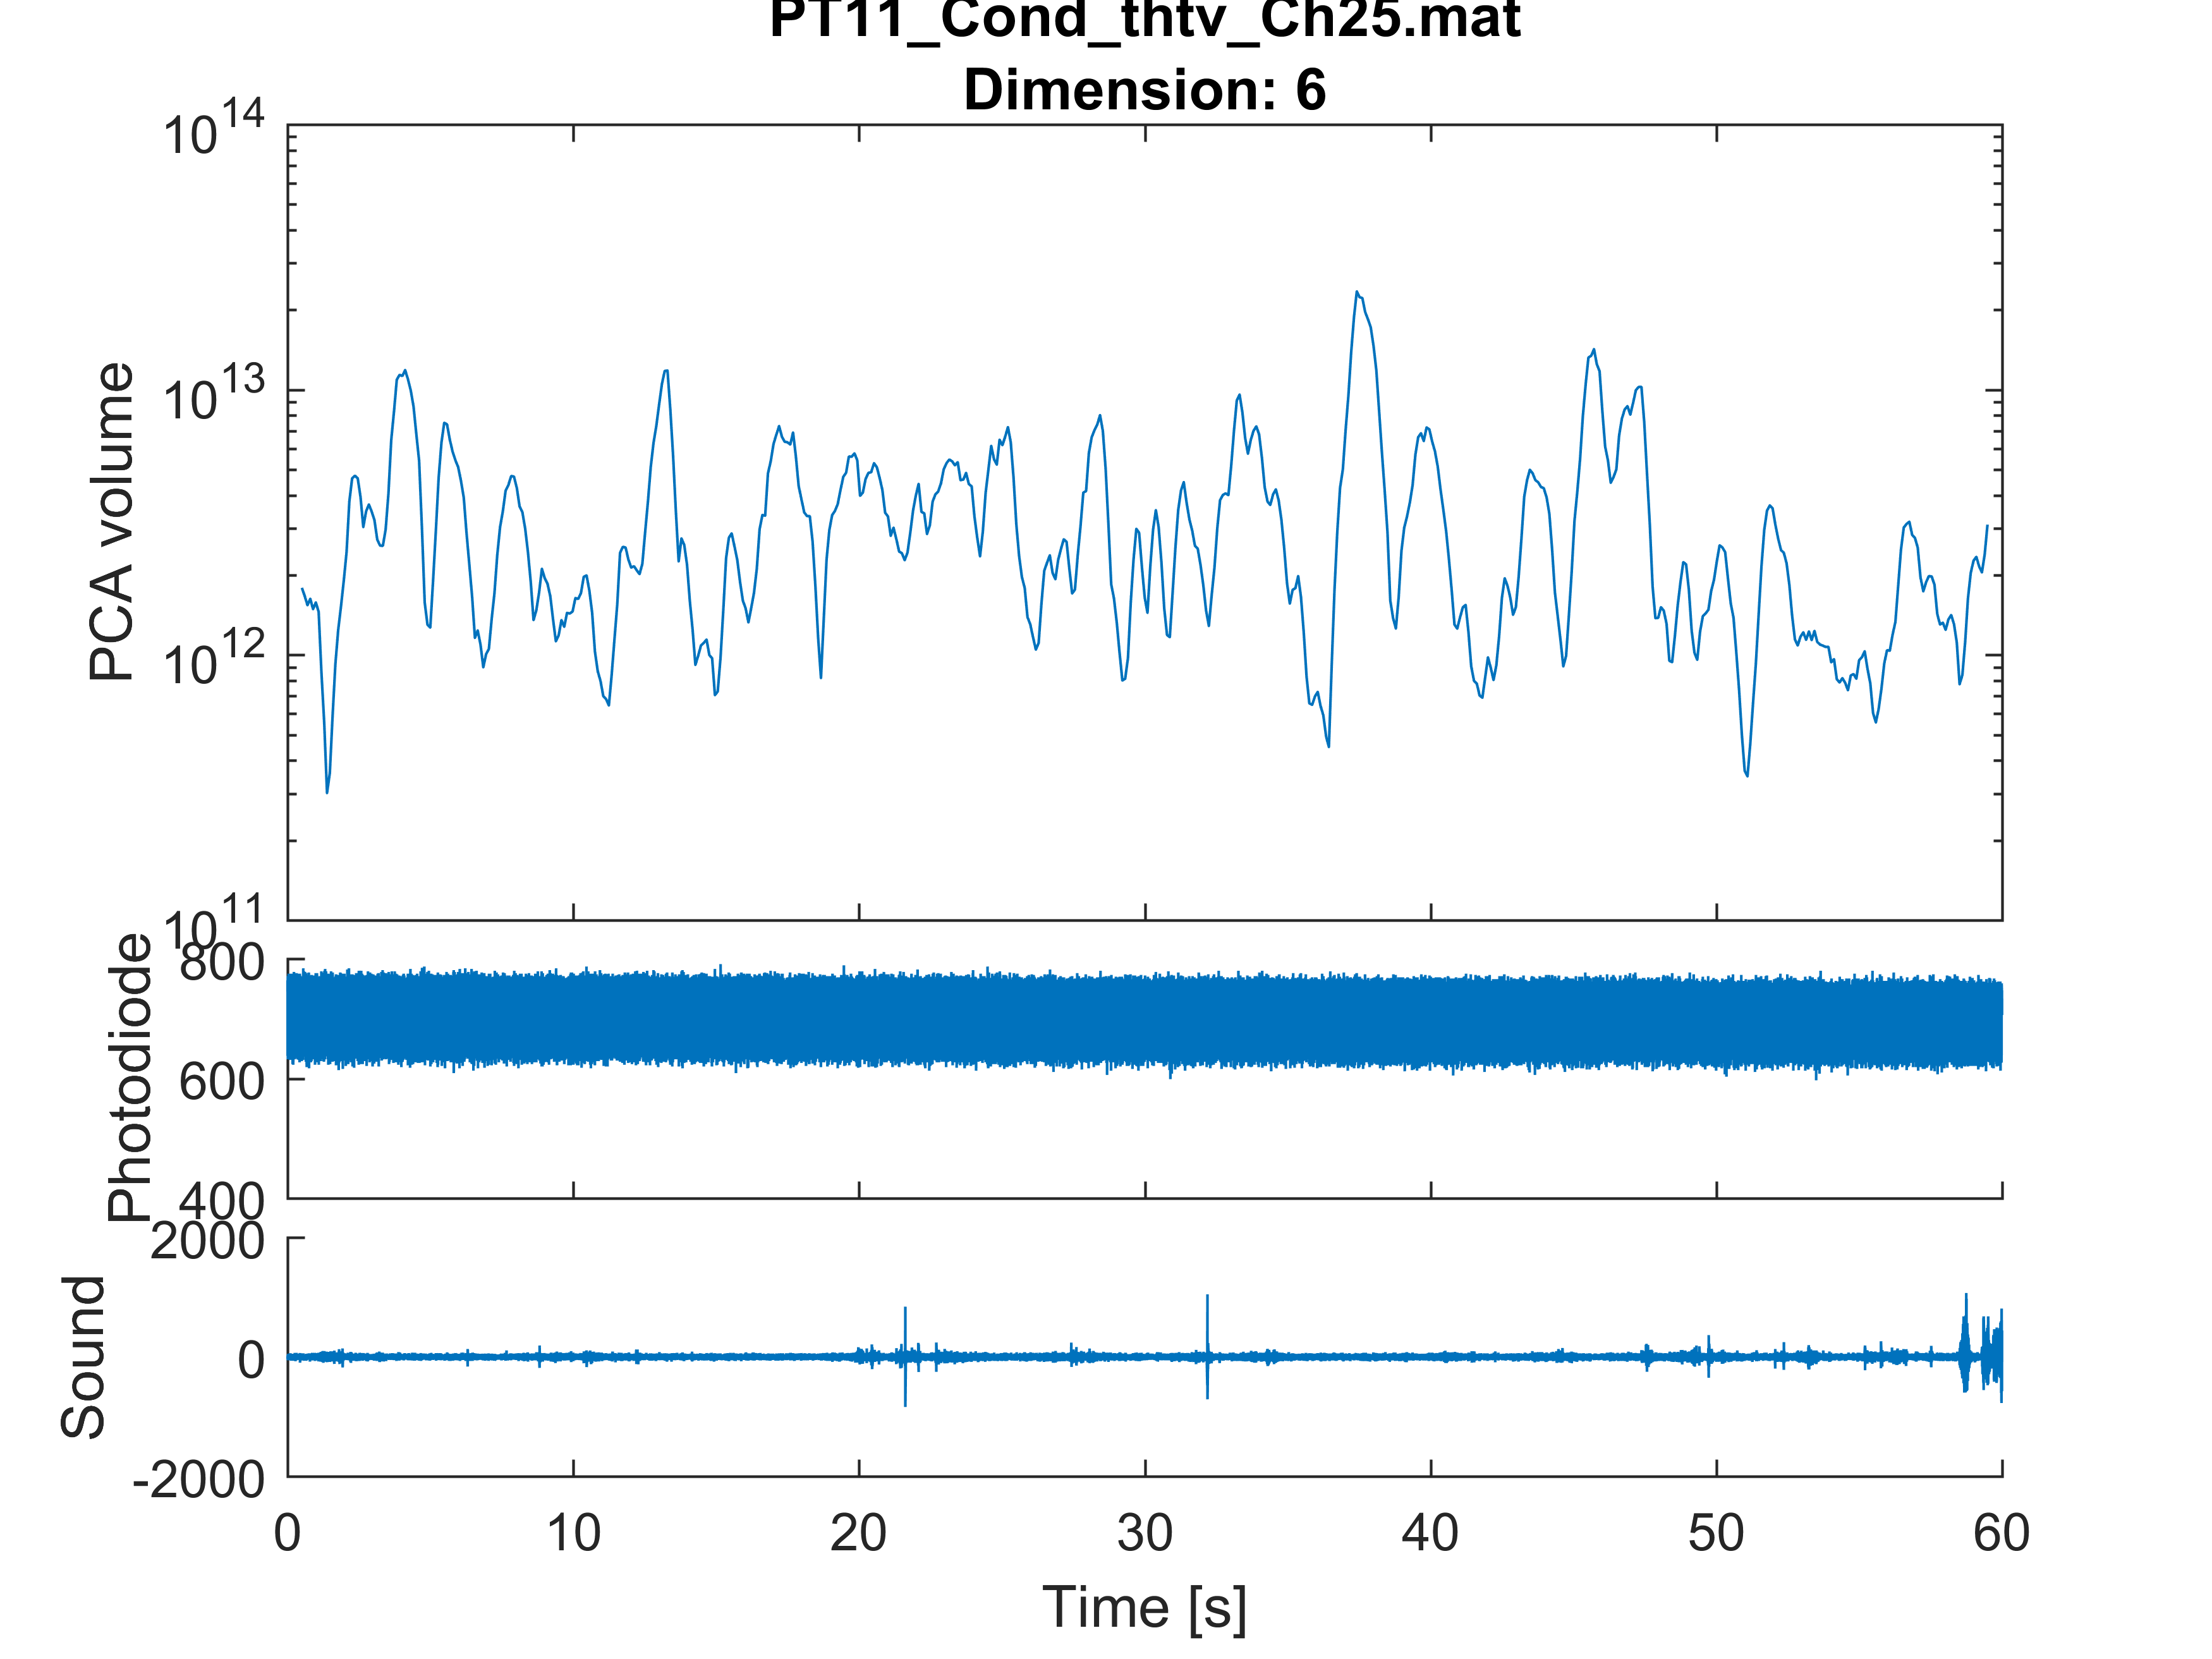 PT11_Cond_thtv_Ch25.mat
Dimension: 6
PCA volume
10^14
10^13
10^12
10^11
Photodiode
800
600
400
Sound
2000
0
-2000
0 10 20 30 40 50 60
Time [s]